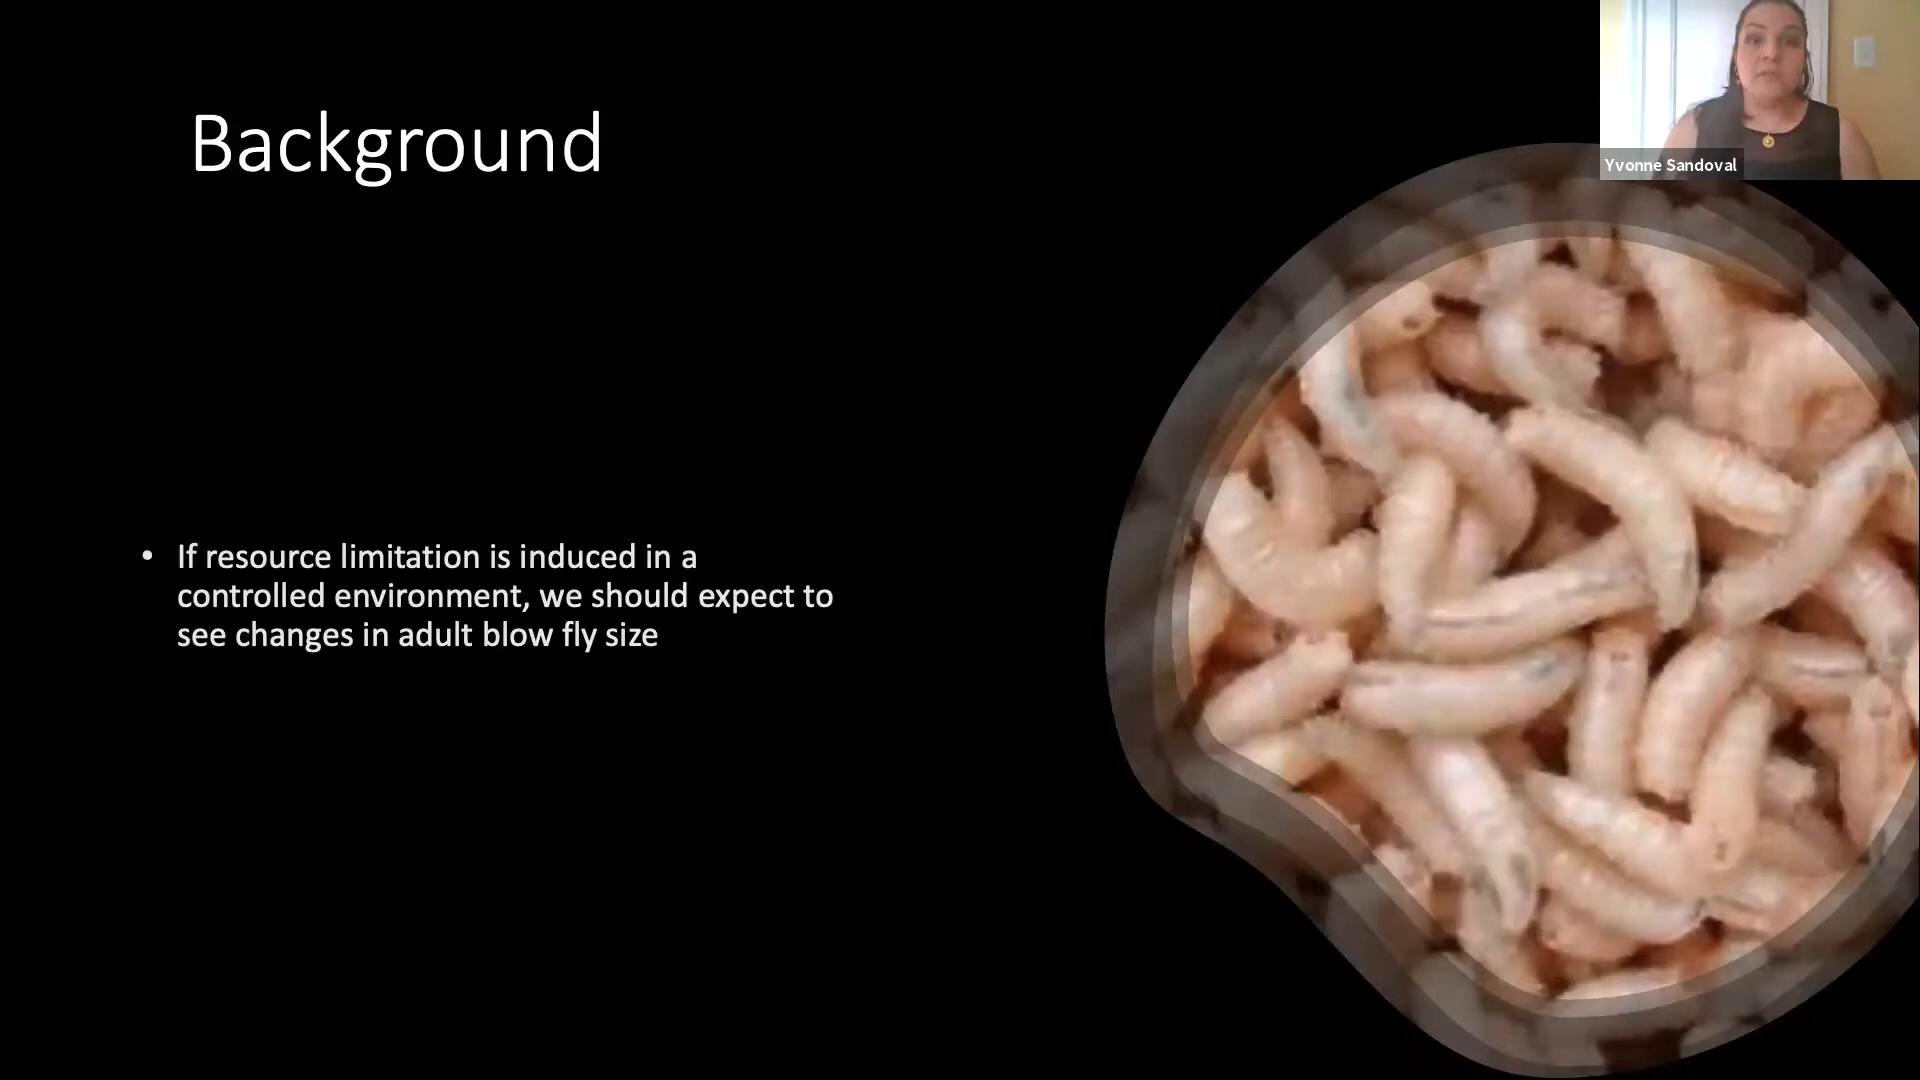 Background
Yvonne Sandoval
• If resource limitation is induced in a
controlled environment, we should expect to
see changes in adult blow fly size